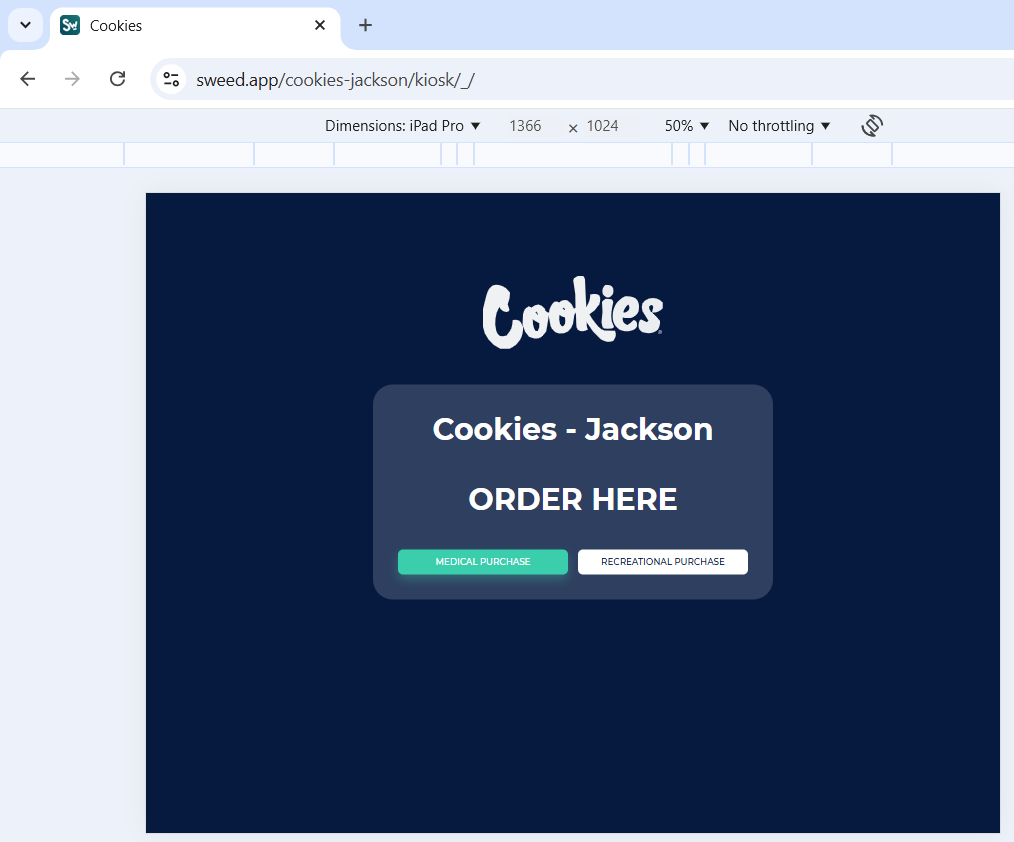 Sw Cookies
sweed.app/cookies-jackson/kiosk/_/
Dimensions: iPad Pro 1366 × 1024 50% No throttling
Cookies
Cookies - Jackson
ORDER HERE
MEDICAL PURCHASE RECREATIONAL PURCHASE